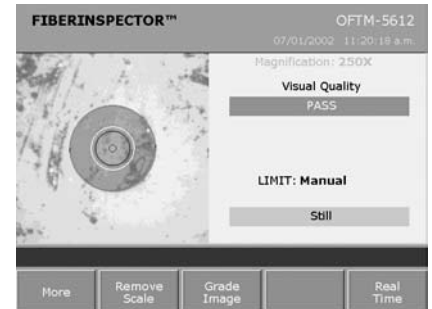 FIBERINSPECTOR™
OFTM-5612
07/01/2002 11:20:18 a.m.
Magnification: 250X
Visual Quality
PASS
LIMIT: Manual
Still
More
Remove
Scale
Grade
Image
Real
Time